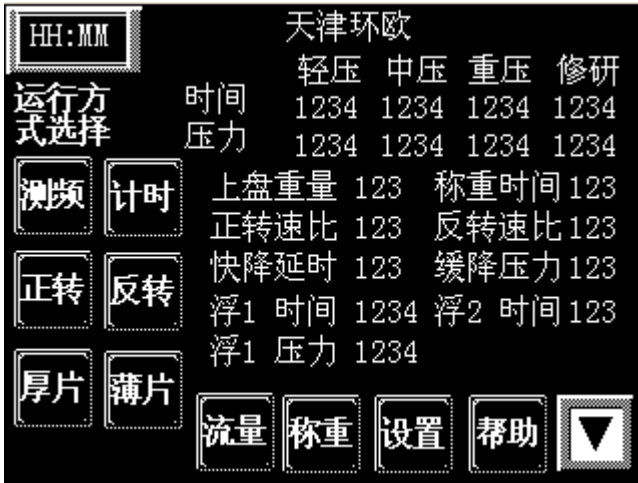 HH:MM 天津环欧
轻压 中压 重压 修研
运行方式选择
时间 1234 1234 1234 1234
压力 1234 1234 1234 1234
测频 计时
上盘重量 123 称重时间 123
正转速比 123 反转速比 123
正转 反转
快降延时 123 缓降压力 123
浮1 时间 1234 浮2 时间 123
浮1 压力 1234
厚片 薄片
流量 称重 设置 帮助 ▼